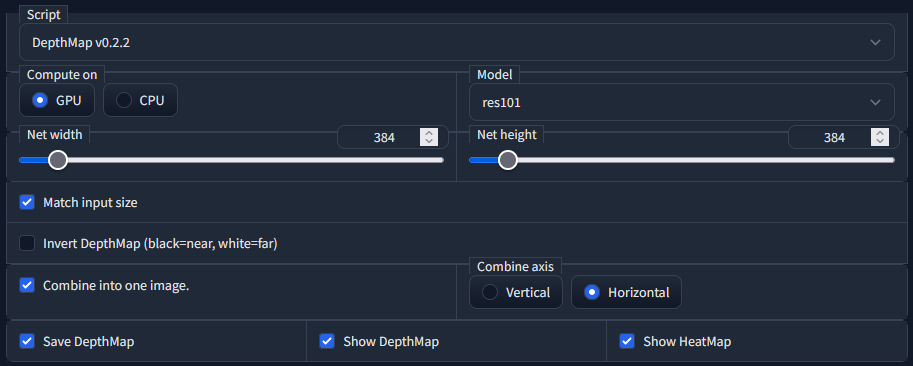 Script
DepthMap v0.2.2
Compute on
GPU CPU
Model
res101
Net width 384
Net height 384
Match input size
Invert DepthMap (black=near, white=far)
Combine into one image.
Combine axis
Vertical Horizontal
Save DepthMap Show DepthMap Show HeatMap